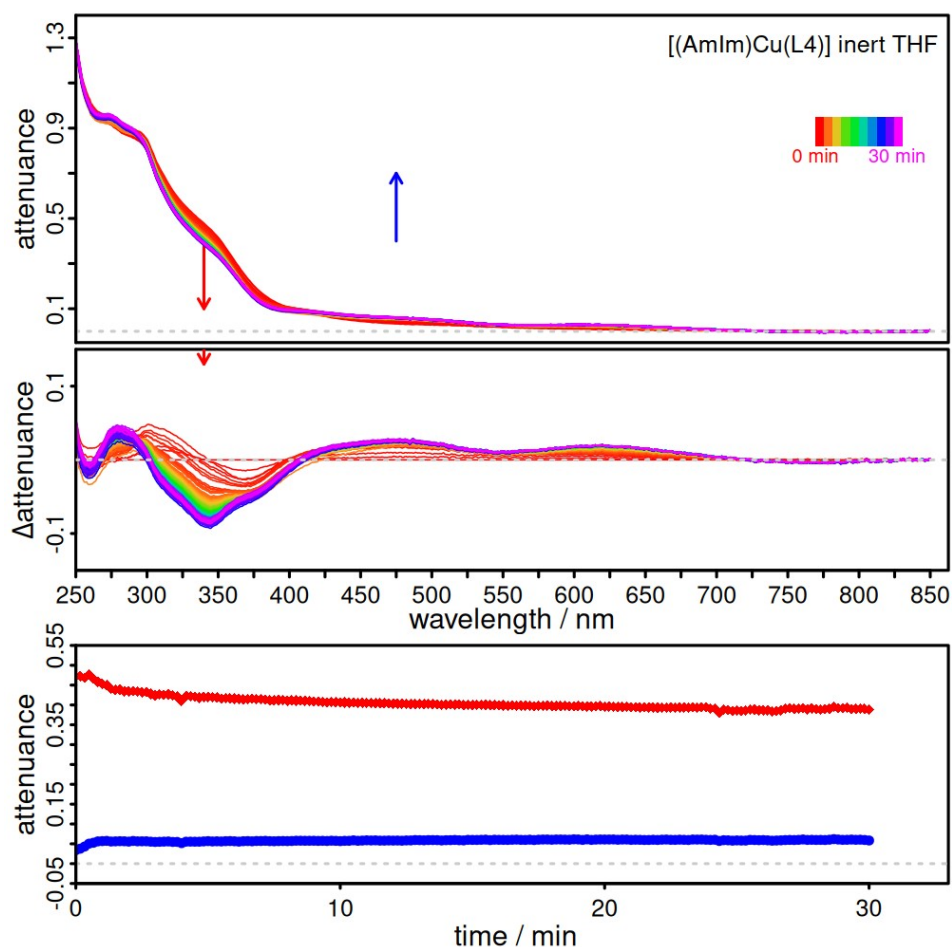 [(AmIm)Cu(L4)] inert THF
0 min 30 min
attenuance
1.3
0.9
0.5
0.1
Δattenuance
0.1
-0.1
250 300 350 400 450 500 550 600 650 700 750 800 850
wavelength / nm
attenuance
0.55
0.35
0.15
-0.05
0 10 20 30
time / min